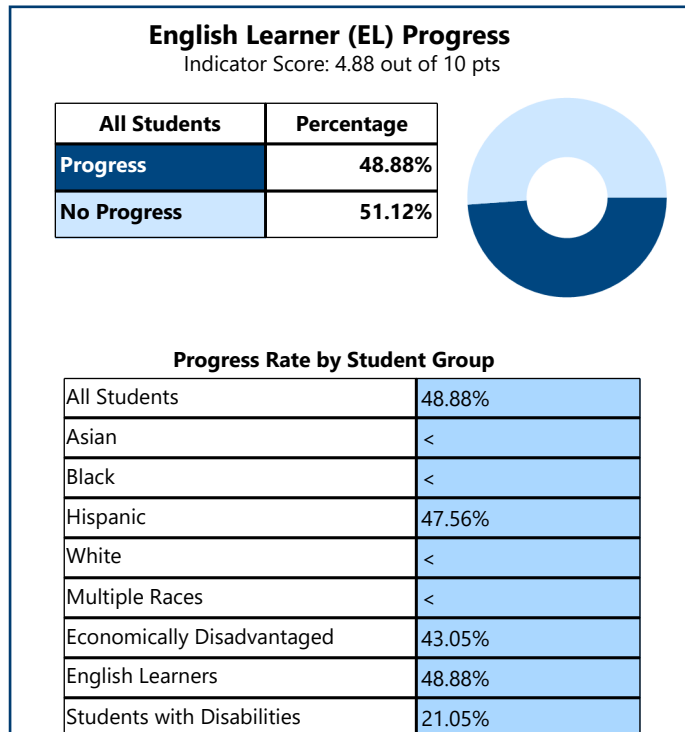 English Learner (EL) Progress
Indicator Score: 4.88 out of 10 pts
All Students Percentage
Progress 48.88%
No Progress 51.12%
Progress Rate by Student Group
All Students 48.88%
Asian <
Black <
Hispanic 47.56%
White <
Multiple Races <
Economically Disadvantaged 43.05%
English Learners 48.88%
Students with Disabilities 21.05%